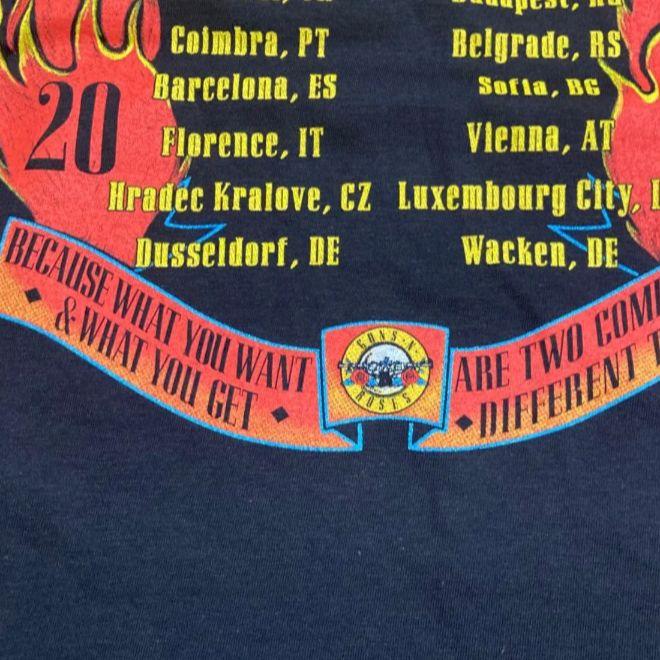 Coimbra, PT
Barcelona, ES
Florence, IT
Hradec Kralove, CZ
Dusseldorf, DE
Budapest,
Belgrade, RS
Sofia, BG
Vienna, AT
Luxembourg City,
Wacken, DE
20
BECAUSE WHAT YOU WANT
& WHAT YOU GET
GUNS N
ROSES
ARE TWO
DIFFERENT